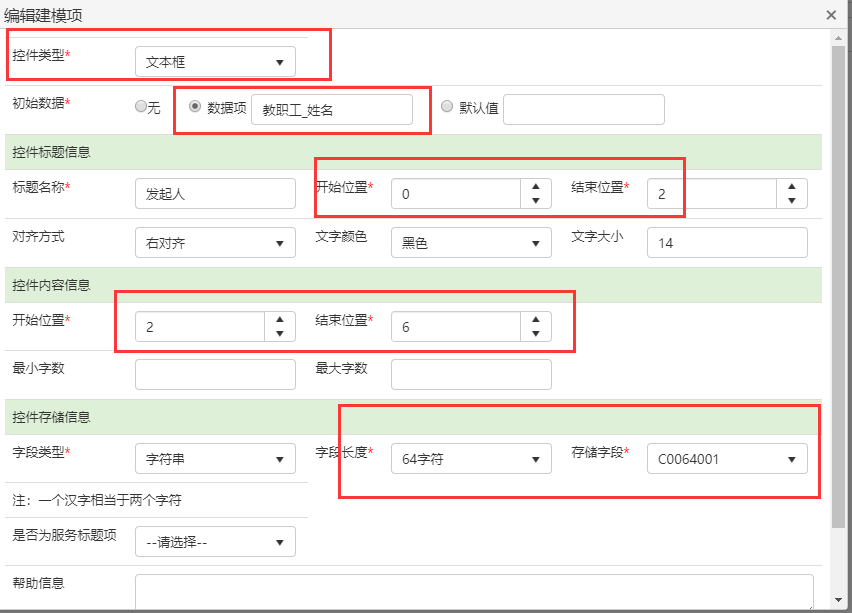 编辑建模项
控件类型* 文本框
初始数据* 无 数据项 教职工_姓名 默认值
控件标题信息
标题名称* 发起人 开始位置* 0 结束位置* 2
对齐方式 右对齐 文字颜色 黑色 文字大小 14
控件内容信息
开始位置* 2 结束位置* 6
最小字数 最大字数
控件存储信息
字段类型* 字符串 字段长度* 64字符 存储字段* C0064001
注：一个汉字相当于两个字符
是否为服务标题项 --请选择--
帮助信息